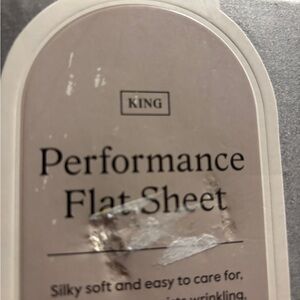 KING
Performance
Flat Sheet
Silky soft and easy to care for,
wrinkling,